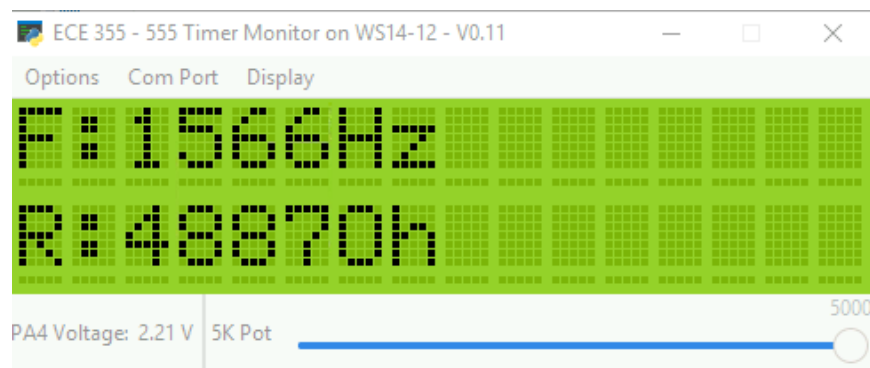 ECE 355 - 555 Timer Monitor on WS14-12 - V0.11
Options Com Port Display
F:1566Hz
R:48870h
5000
PA4 Voltage: 2.21 V 5K Pot